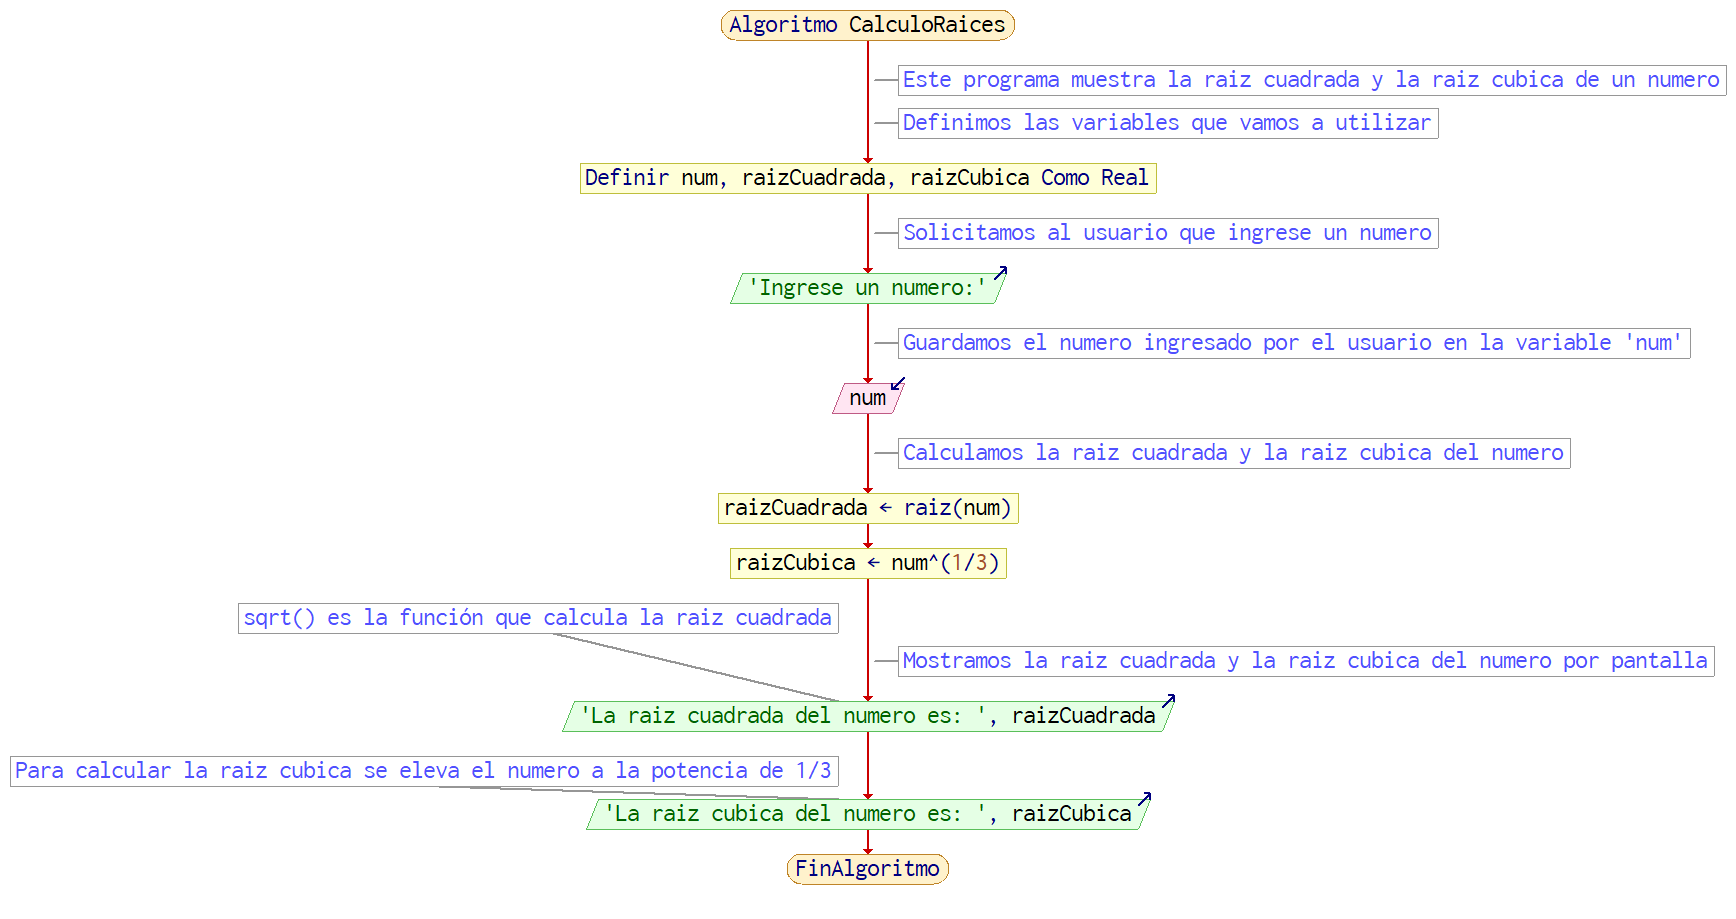 Algoritmo CalculoRaices
Este programa muestra la raiz cuadrada y la raiz cubica de un numero
Definimos las variables que vamos a utilizar
Definir num, raizCuadrada, raizCubica Como Real
Solicitamos al usuario que ingrese un numero
'Ingrese un numero:'
Guardamos el numero ingresado por el usuario en la variable 'num'
num
Calculamos la raiz cuadrada y la raiz cubica del numero
raizCuadrada ← raiz(num)
raizCubica ← num^(1/3)
sqrt() es la función que calcula la raiz cuadrada
Mostramos la raiz cuadrada y la raiz cubica del numero por pantalla
'La raiz cuadrada del numero es: ', raizCuadrada
Para calcular la raiz cubica se eleva el numero a la potencia de 1/3
'La raiz cubica del numero es: ', raizCubica
FinAlgoritmo